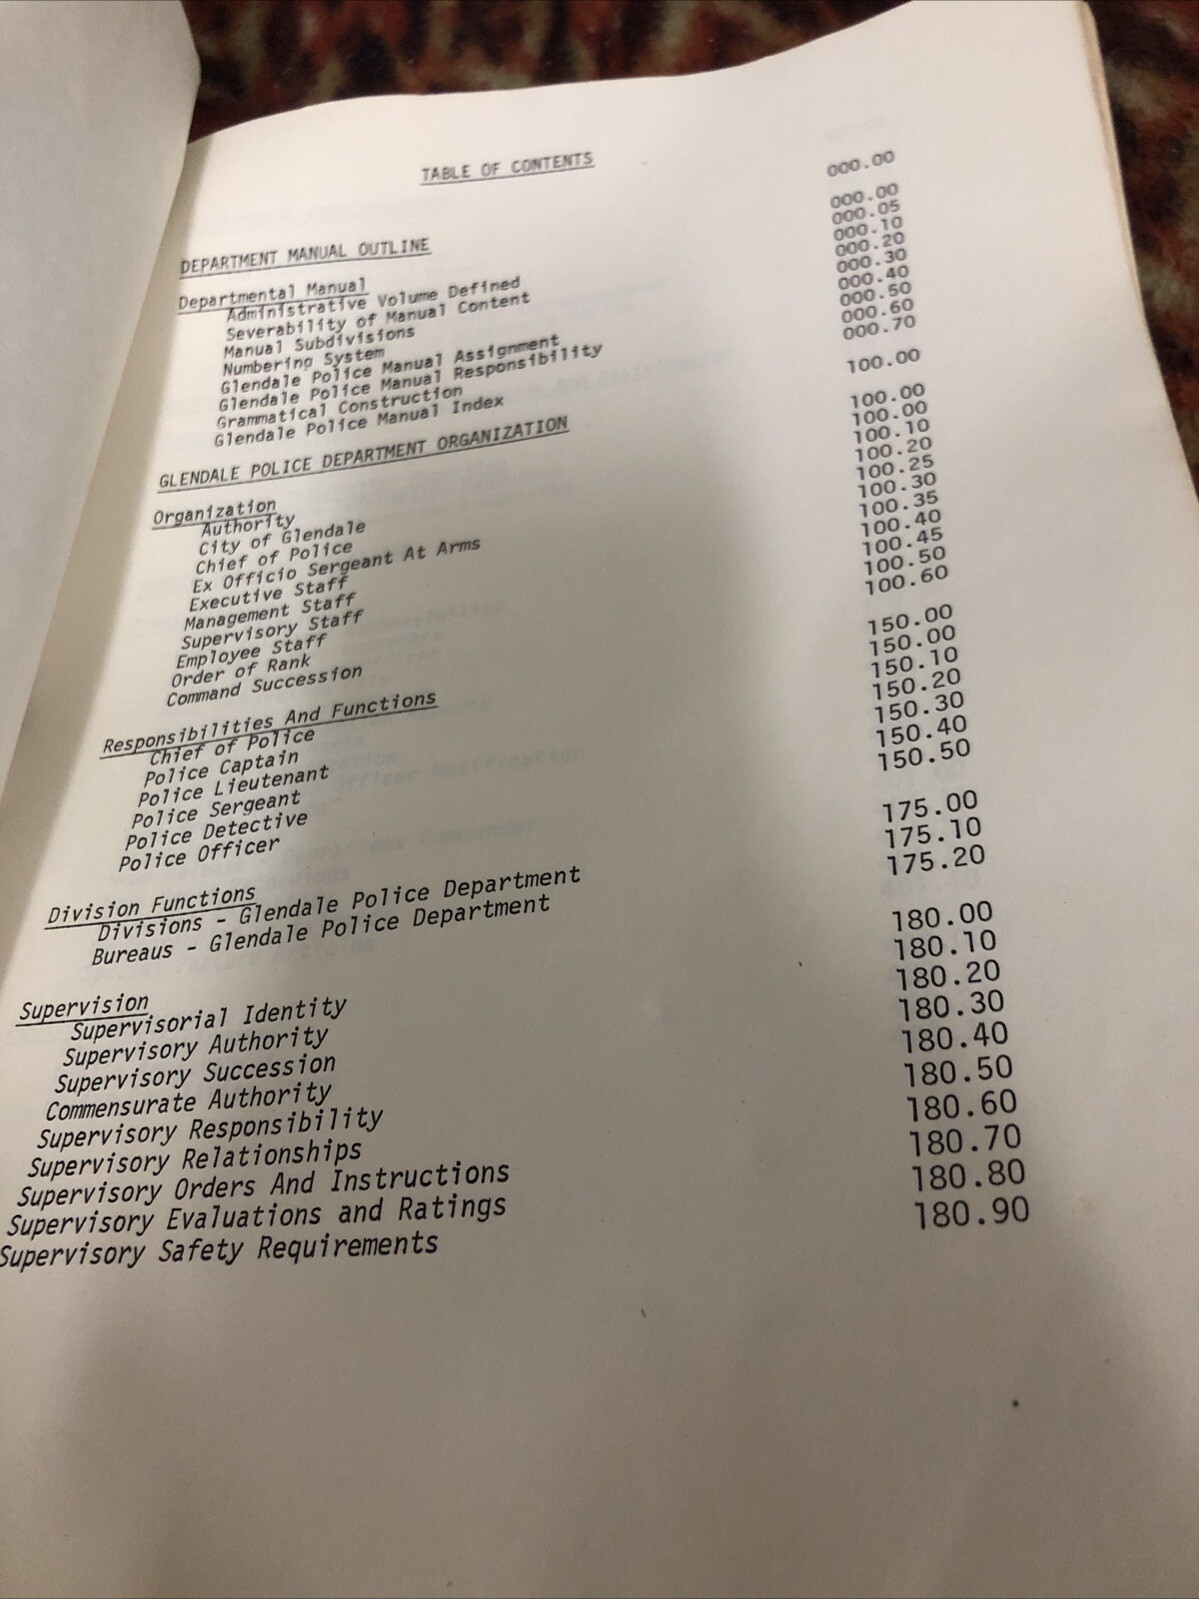 TABLE OF CONTENTS
DEPARTMENT MANUAL OUTLINE 000.00
Departmental Manual 000.00
Administrative Volume Defined 000.05
Severability of Manual Content 000.10
Manual Subdivisions 000.20
Numbering System 000.30
Glendale Police Manual Assignment 000.40
Glendale Police Manual Responsibility 000.50
Grammatical Construction 000.60
Glendale Police Manual Index 000.70
GLENDALE POLICE DEPARTMENT ORGANIZATION 100.00
Organization 100.00
Authority 100.00
City of Glendale 100.10
Chief of Police 100.20
Ex Officio Sergeant At Arms 100.25
Executive Staff 100.30
Management Staff 100.35
Supervisory Staff 100.40
Employee Staff 100.45
Order of Rank 100.50
Command Succession 100.60
Responsibilities And Functions 150.00
Chief of Police 150.00
Police Captain 150.10
Police Lieutenant 150.20
Police Sergeant 150.30
Police Detective 150.40
Police Officer 150.50
Division Functions 175.00
Divisions - Glendale Police Department 175.10
Bureaus - Glendale Police Department 175.20
Supervision 180.00
Supervisorial Identity 180.10
Supervisory Authority 180.20
Supervisory Succession 180.30
Commensurate Authority 180.40
Supervisory Responsibility 180.50
Supervisory Relationships 180.60
Supervisory Orders And Instructions 180.70
Supervisory Evaluations and Ratings 180.80
Supervisory Safety Requirements 180.90